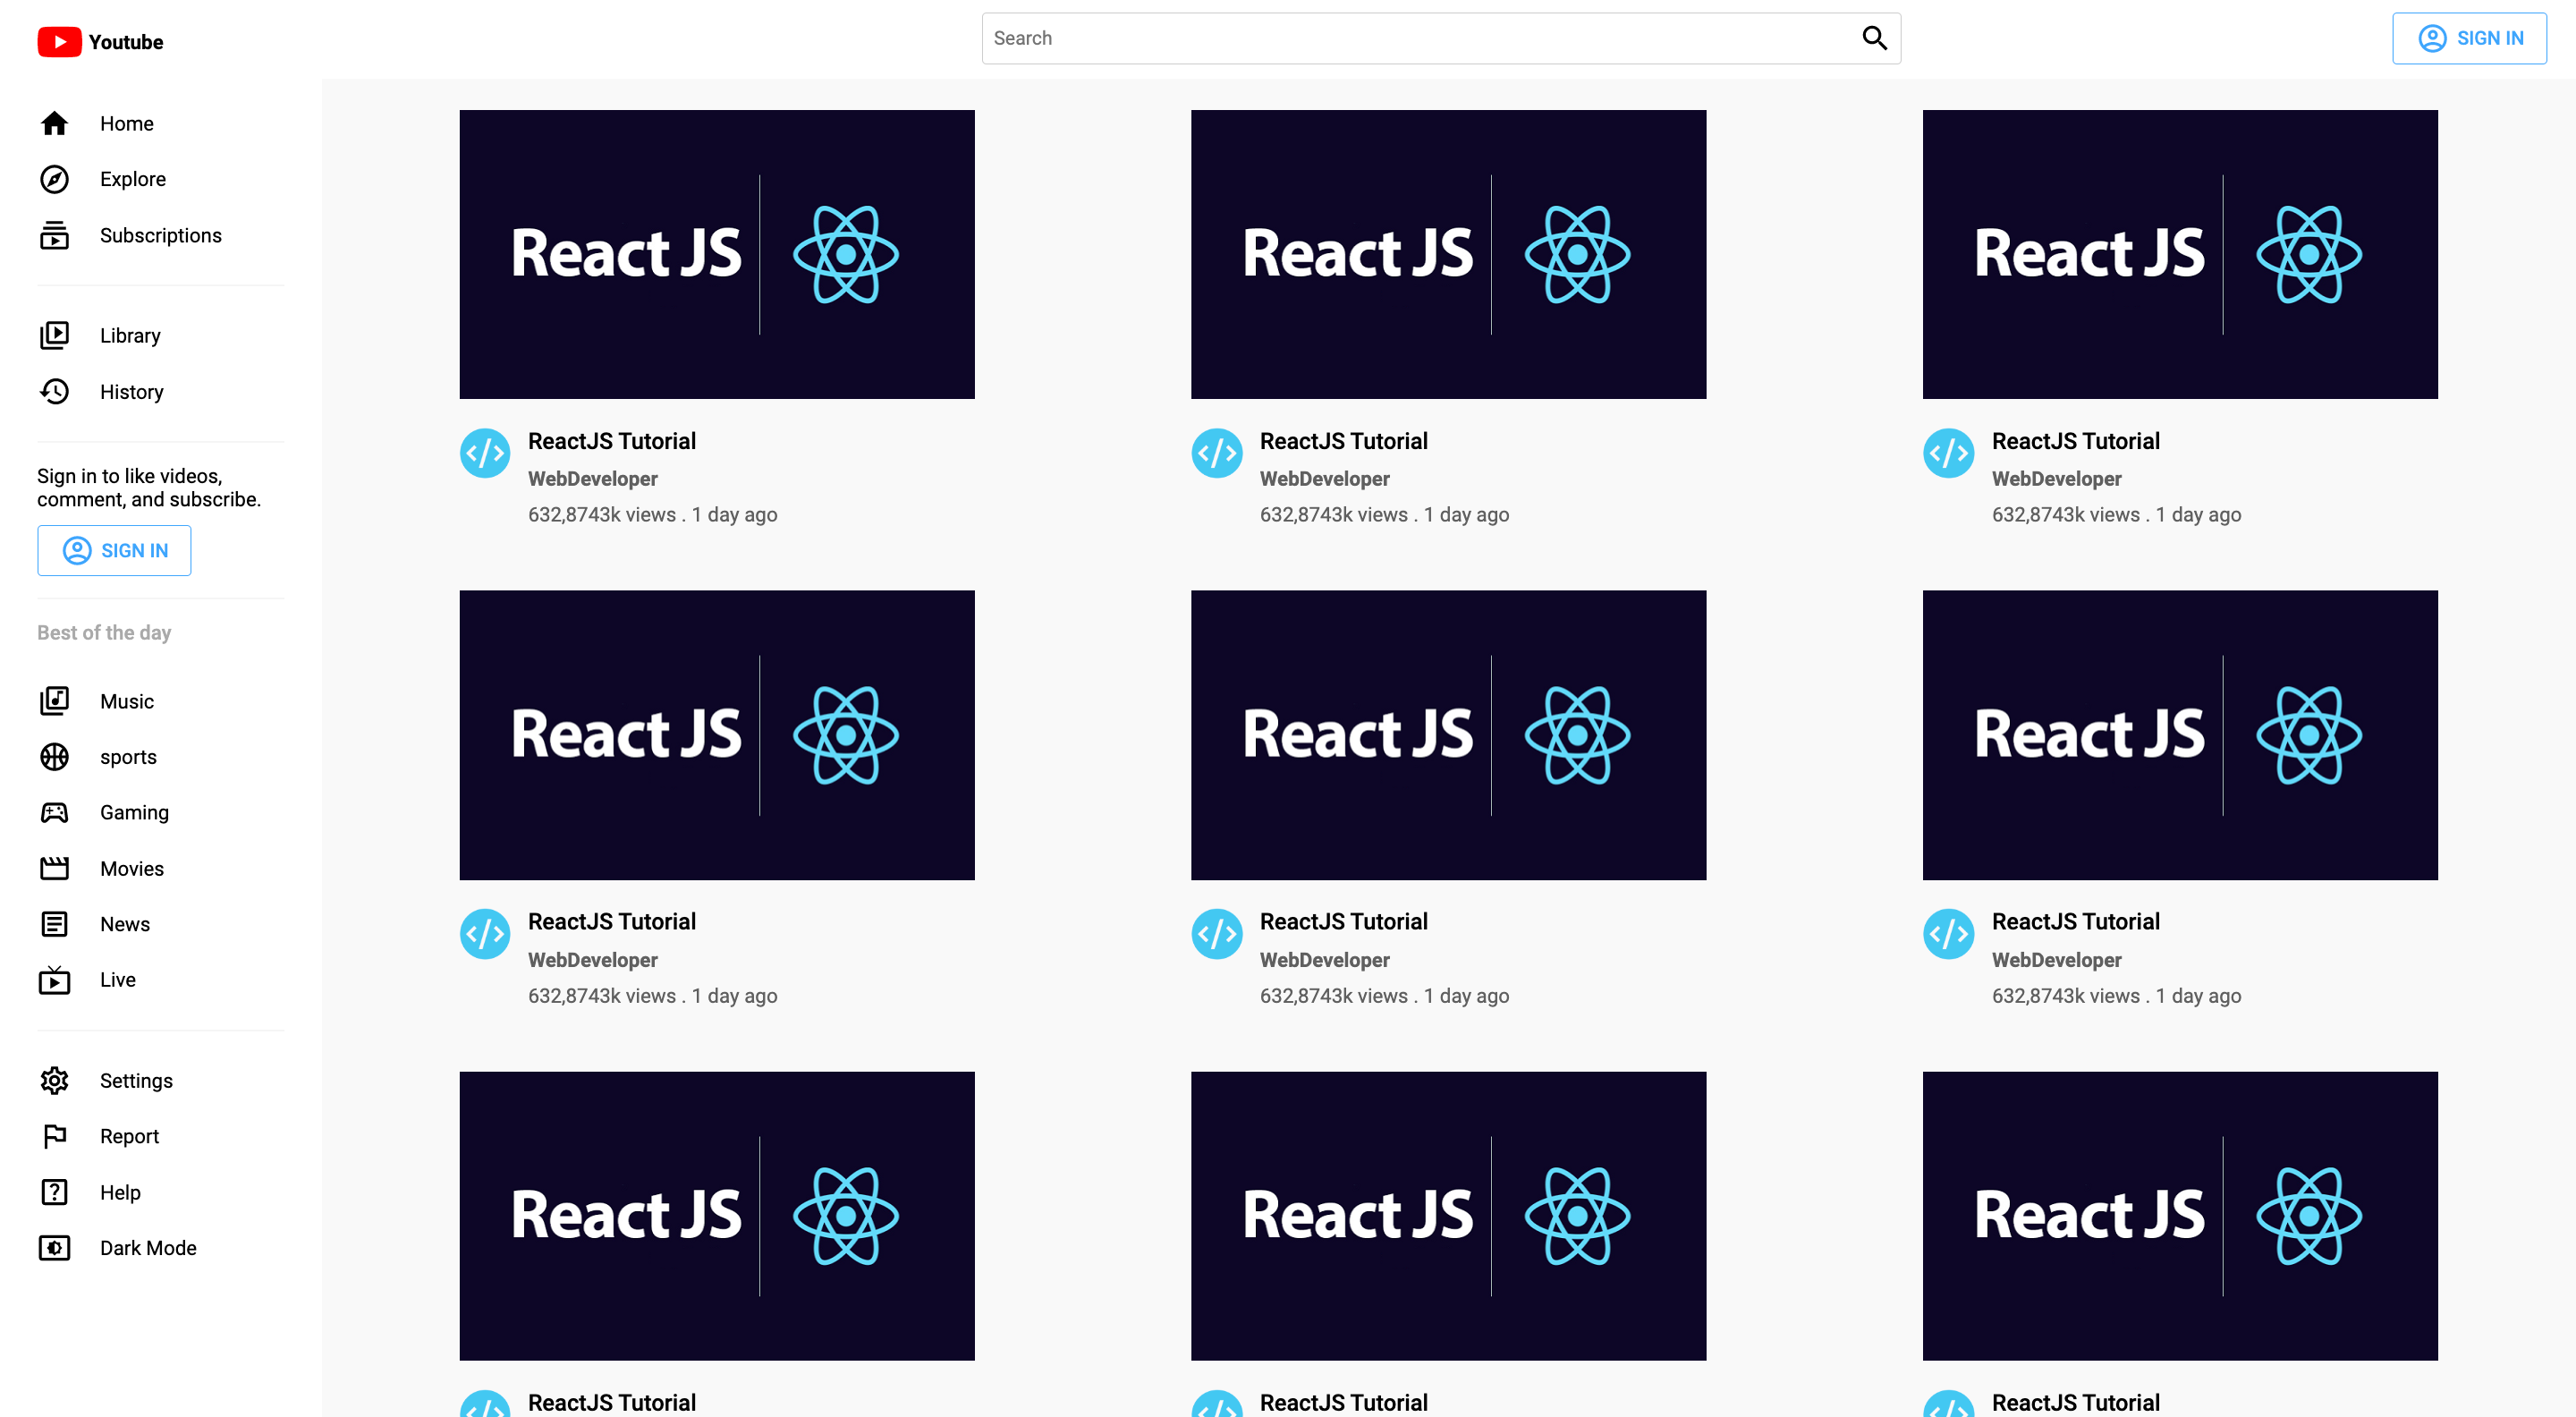 Youtube
Search
SIGN IN
Home
Explore
Subscriptions
Library
History
Sign in to like videos,
comment, and subscribe.
SIGN IN
Best of the day
Music
sports
Gaming
Movies
News
Live
Settings
Report
Help
Dark Mode
React JS
React JS
React JS
ReactJS Tutorial
WebDeveloper
632,8743k views . 1 day ago
ReactJS Tutorial
WebDeveloper
632,8743k views . 1 day ago
ReactJS Tutorial
WebDeveloper
632,8743k views . 1 day ago
React JS
React JS
React JS
ReactJS Tutorial
WebDeveloper
632,8743k views . 1 day ago
ReactJS Tutorial
WebDeveloper
632,8743k views . 1 day ago
ReactJS Tutorial
WebDeveloper
632,8743k views . 1 day ago
React JS
React JS
React JS
ReactJS Tutorial
ReactJS Tutorial
ReactJS Tutorial